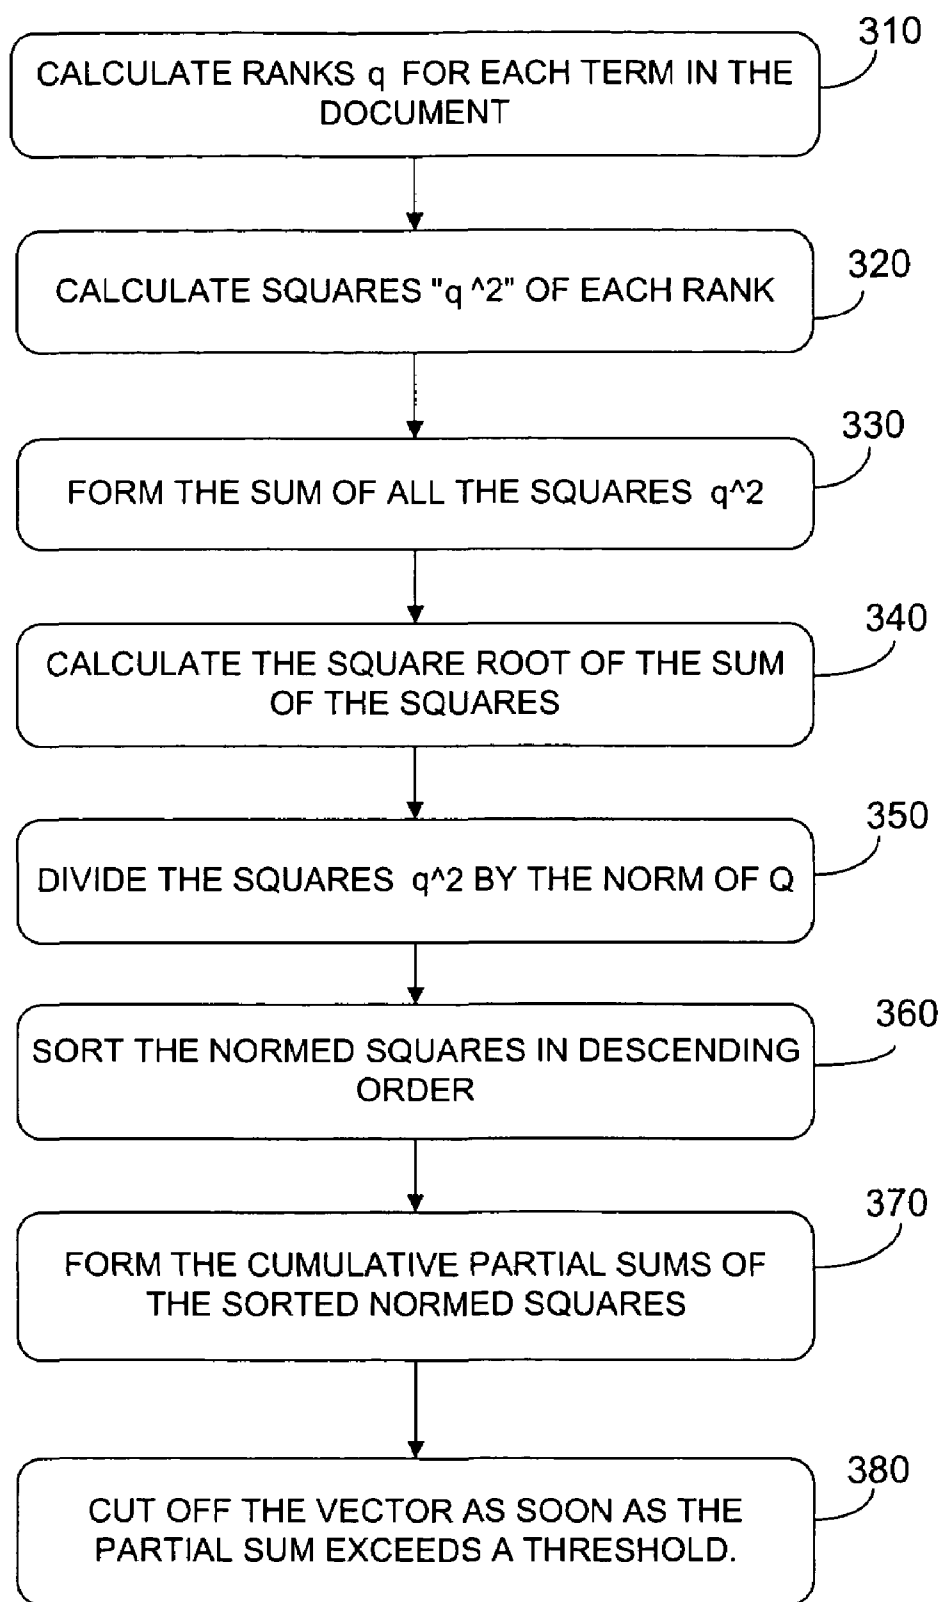 310
CALCULATE RANKS q FOR EACH TERM IN THE
DOCUMENT
320
CALCULATE SQUARES "q ^2" OF EACH RANK
330
FORM THE SUM OF ALL THE SQUARES q^2
340
CALCULATE THE SQUARE ROOT OF THE SUM
OF THE SQUARES
350
DIVIDE THE SQUARES q^2 BY THE NORM OF Q
360
SORT THE NORMED SQUARES IN DESCENDING
ORDER
370
FORM THE CUMULATIVE PARTIAL SUMS OF
THE SORTED NORMED SQUARES
380
CUT OFF THE VECTOR AS SOON AS THE
PARTIAL SUM EXCEEDS A THRESHOLD.